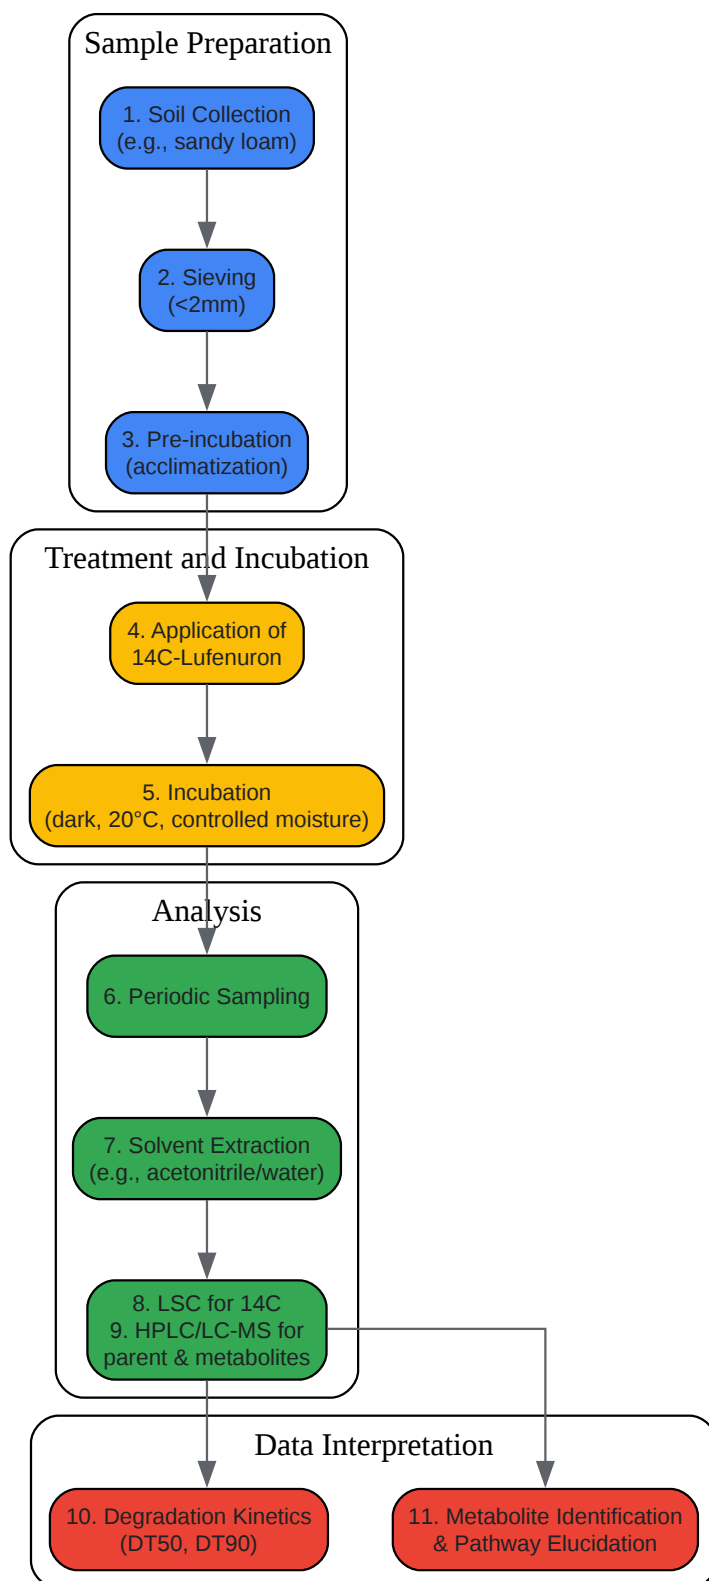 Sample Preparation
1. Soil Collection
(e.g., sandy loam)
2. Sieving
(<2mm)
3. Pre-incubation
(acclimatization)
Treatment and Incubation
4. Application of
14C-Lufenuron
5. Incubation
(dark, 20°C, controlled moisture)
Analysis
6. Periodic Sampling
7. Solvent Extraction
(e.g., acetonitrile/water)
8. LSC for 14C
9. HPLC/LC-MS for
parent & metabolites
Data Interpretation
10. Degradation Kinetics
(DT50, DT90)
11. Metabolite Identification
& Pathway Elucidation